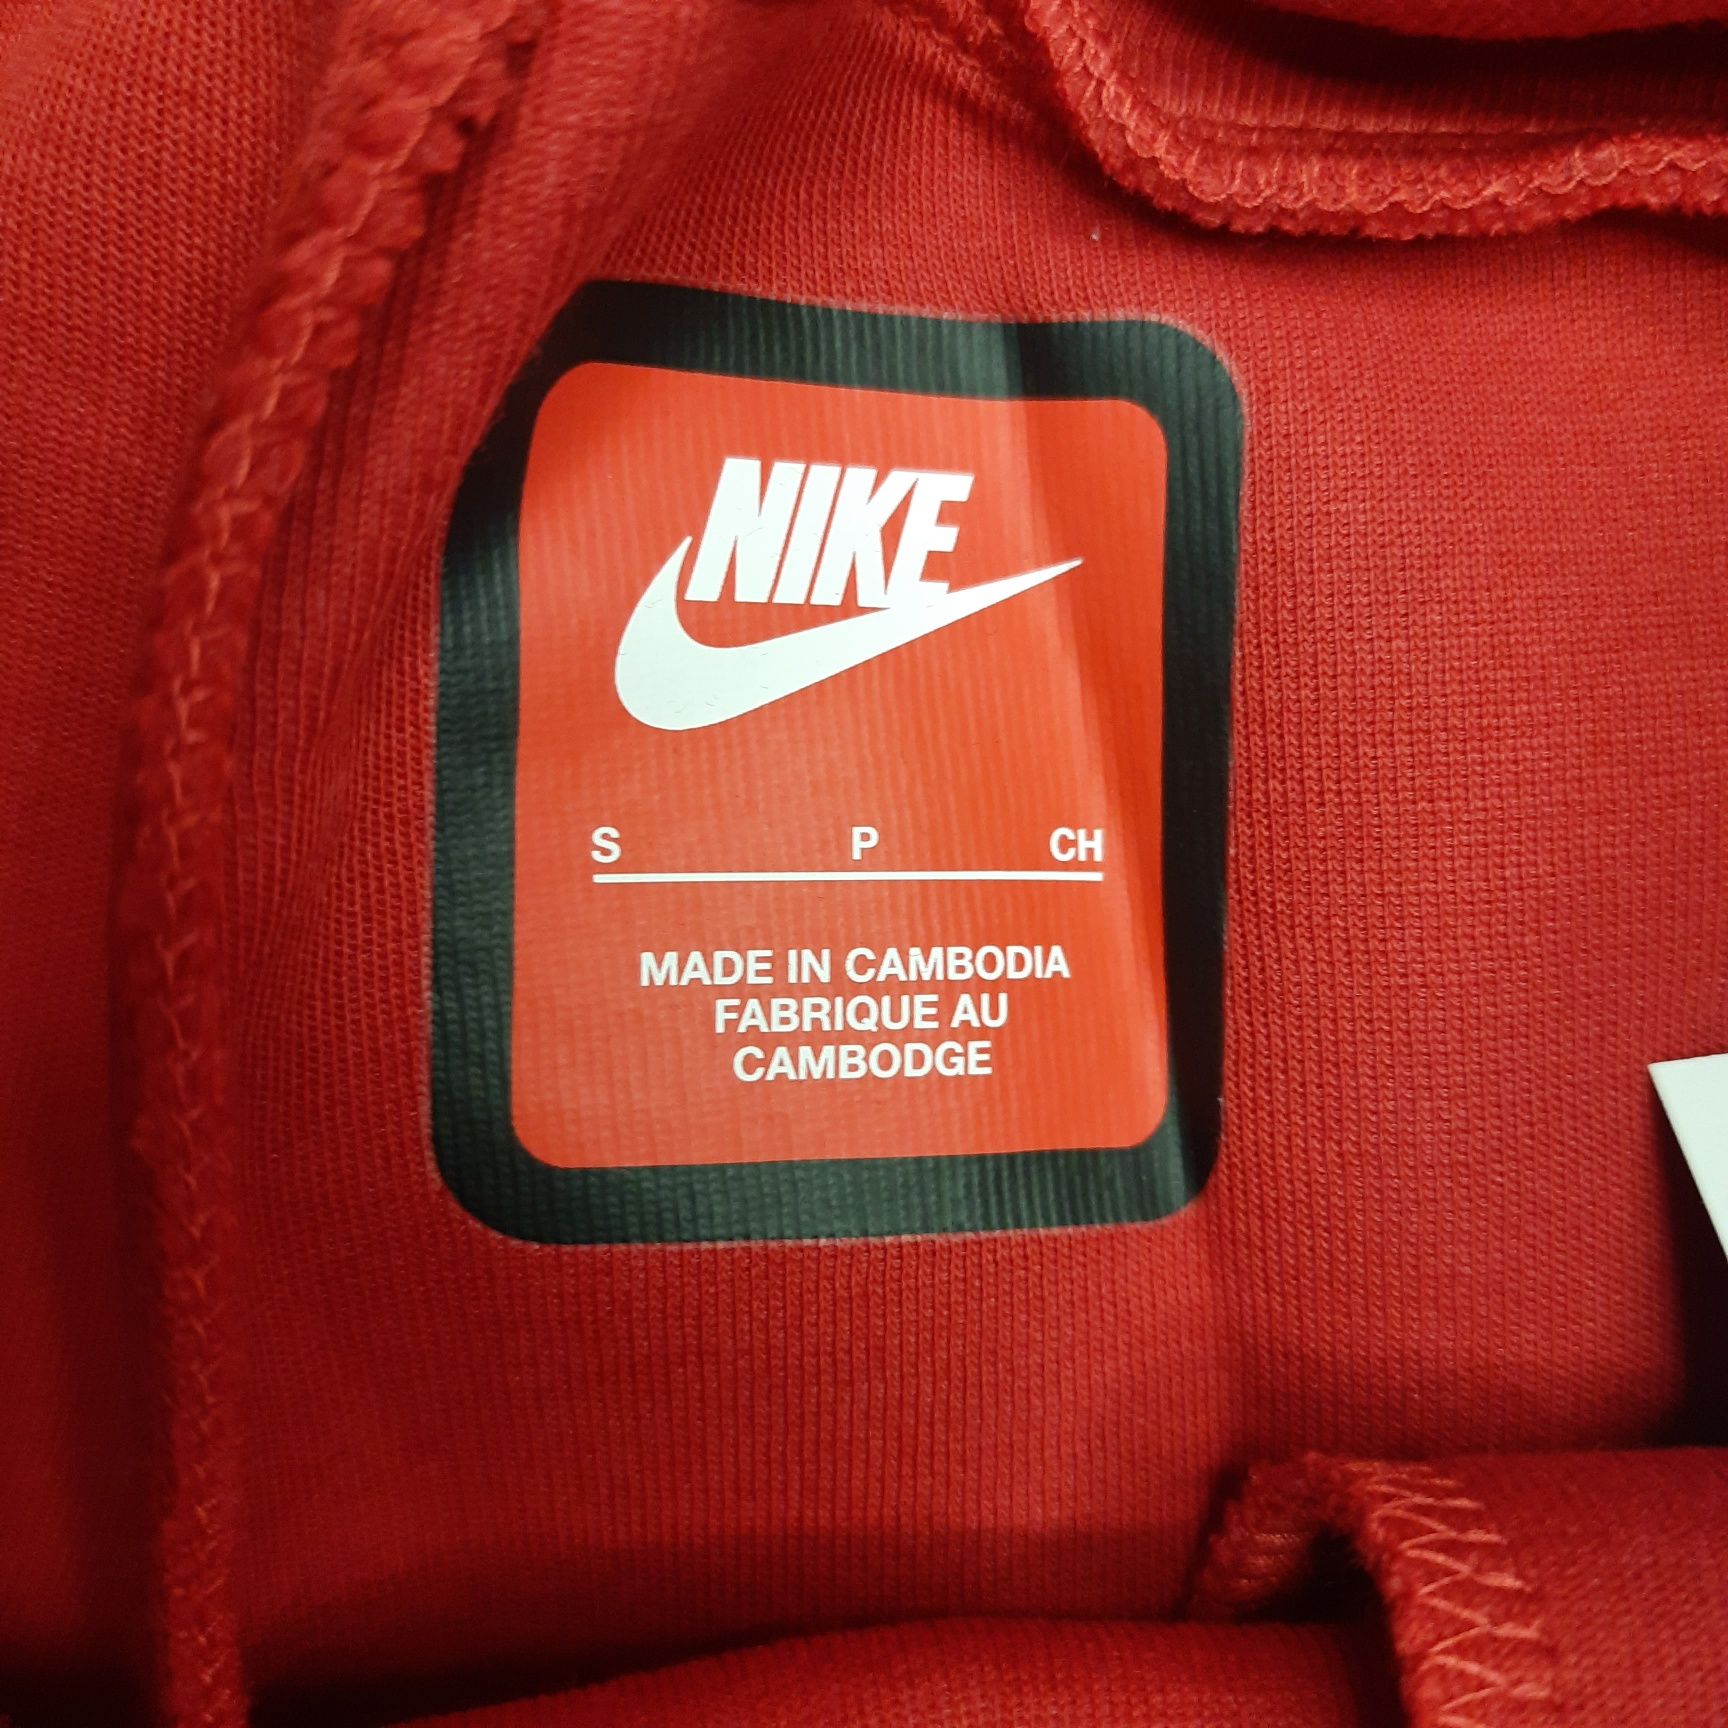 NIKE
S P CH
MADE IN CAMBODIA
FABRIQUE AU
CAMBODGE